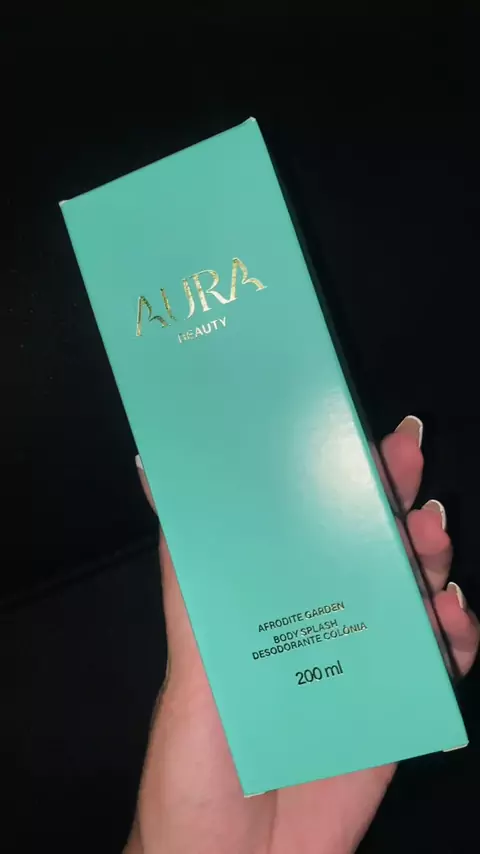 AURA
BEAUTY
AFRODITE GARDEN
BODY SPLASH
DESODORANTE COLÔNIA
200 ml